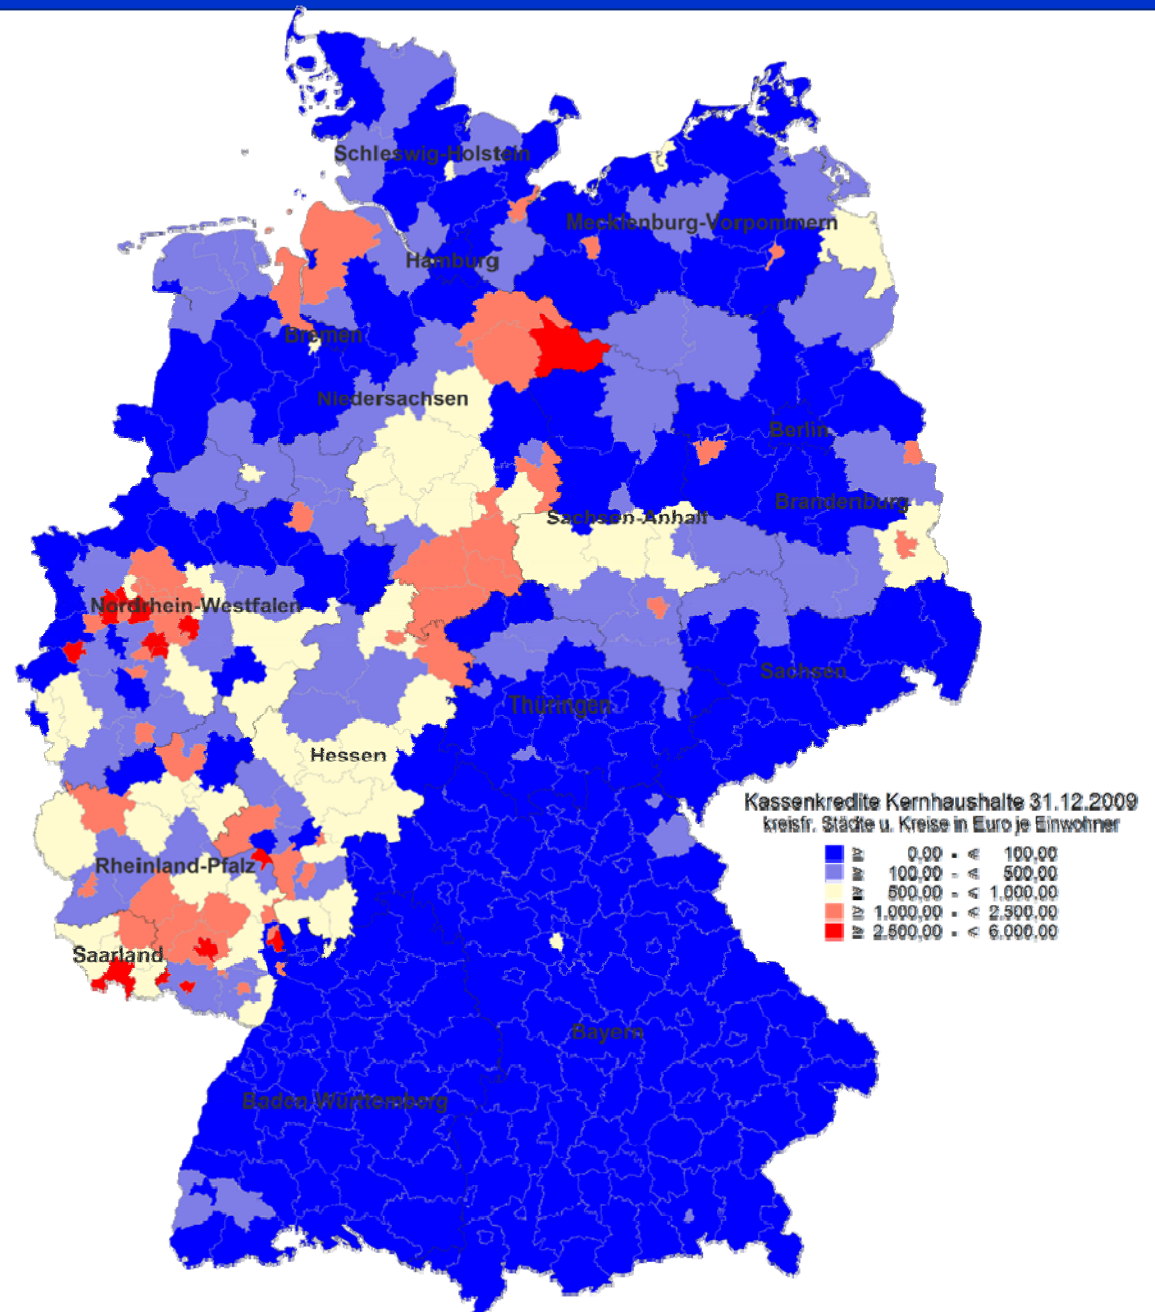 Schleswig-Holstein
Mecklenburg-Vorpommern
Hamburg
Bremen
Niedersachsen
Berlin
Brandenburg
Sachsen-Anhalt
Nordrhein-Westfalen
Sachsen
Thüringen
Hessen
Kassenkredite Kernhaushalte 31.12.2009
kreisfr. Städte u. Kreise in Euro je Einwohner
≥ 0,00 - < 100,00
≥ 100,00 - < 500,00
≥ 500,00 - < 1.000,00
≥ 1.000,00 - < 2.500,00
≥ 2.500,00 - < 6.000,00
Rheinland-Pfalz
Saarland
Bayern
Baden-Württemberg